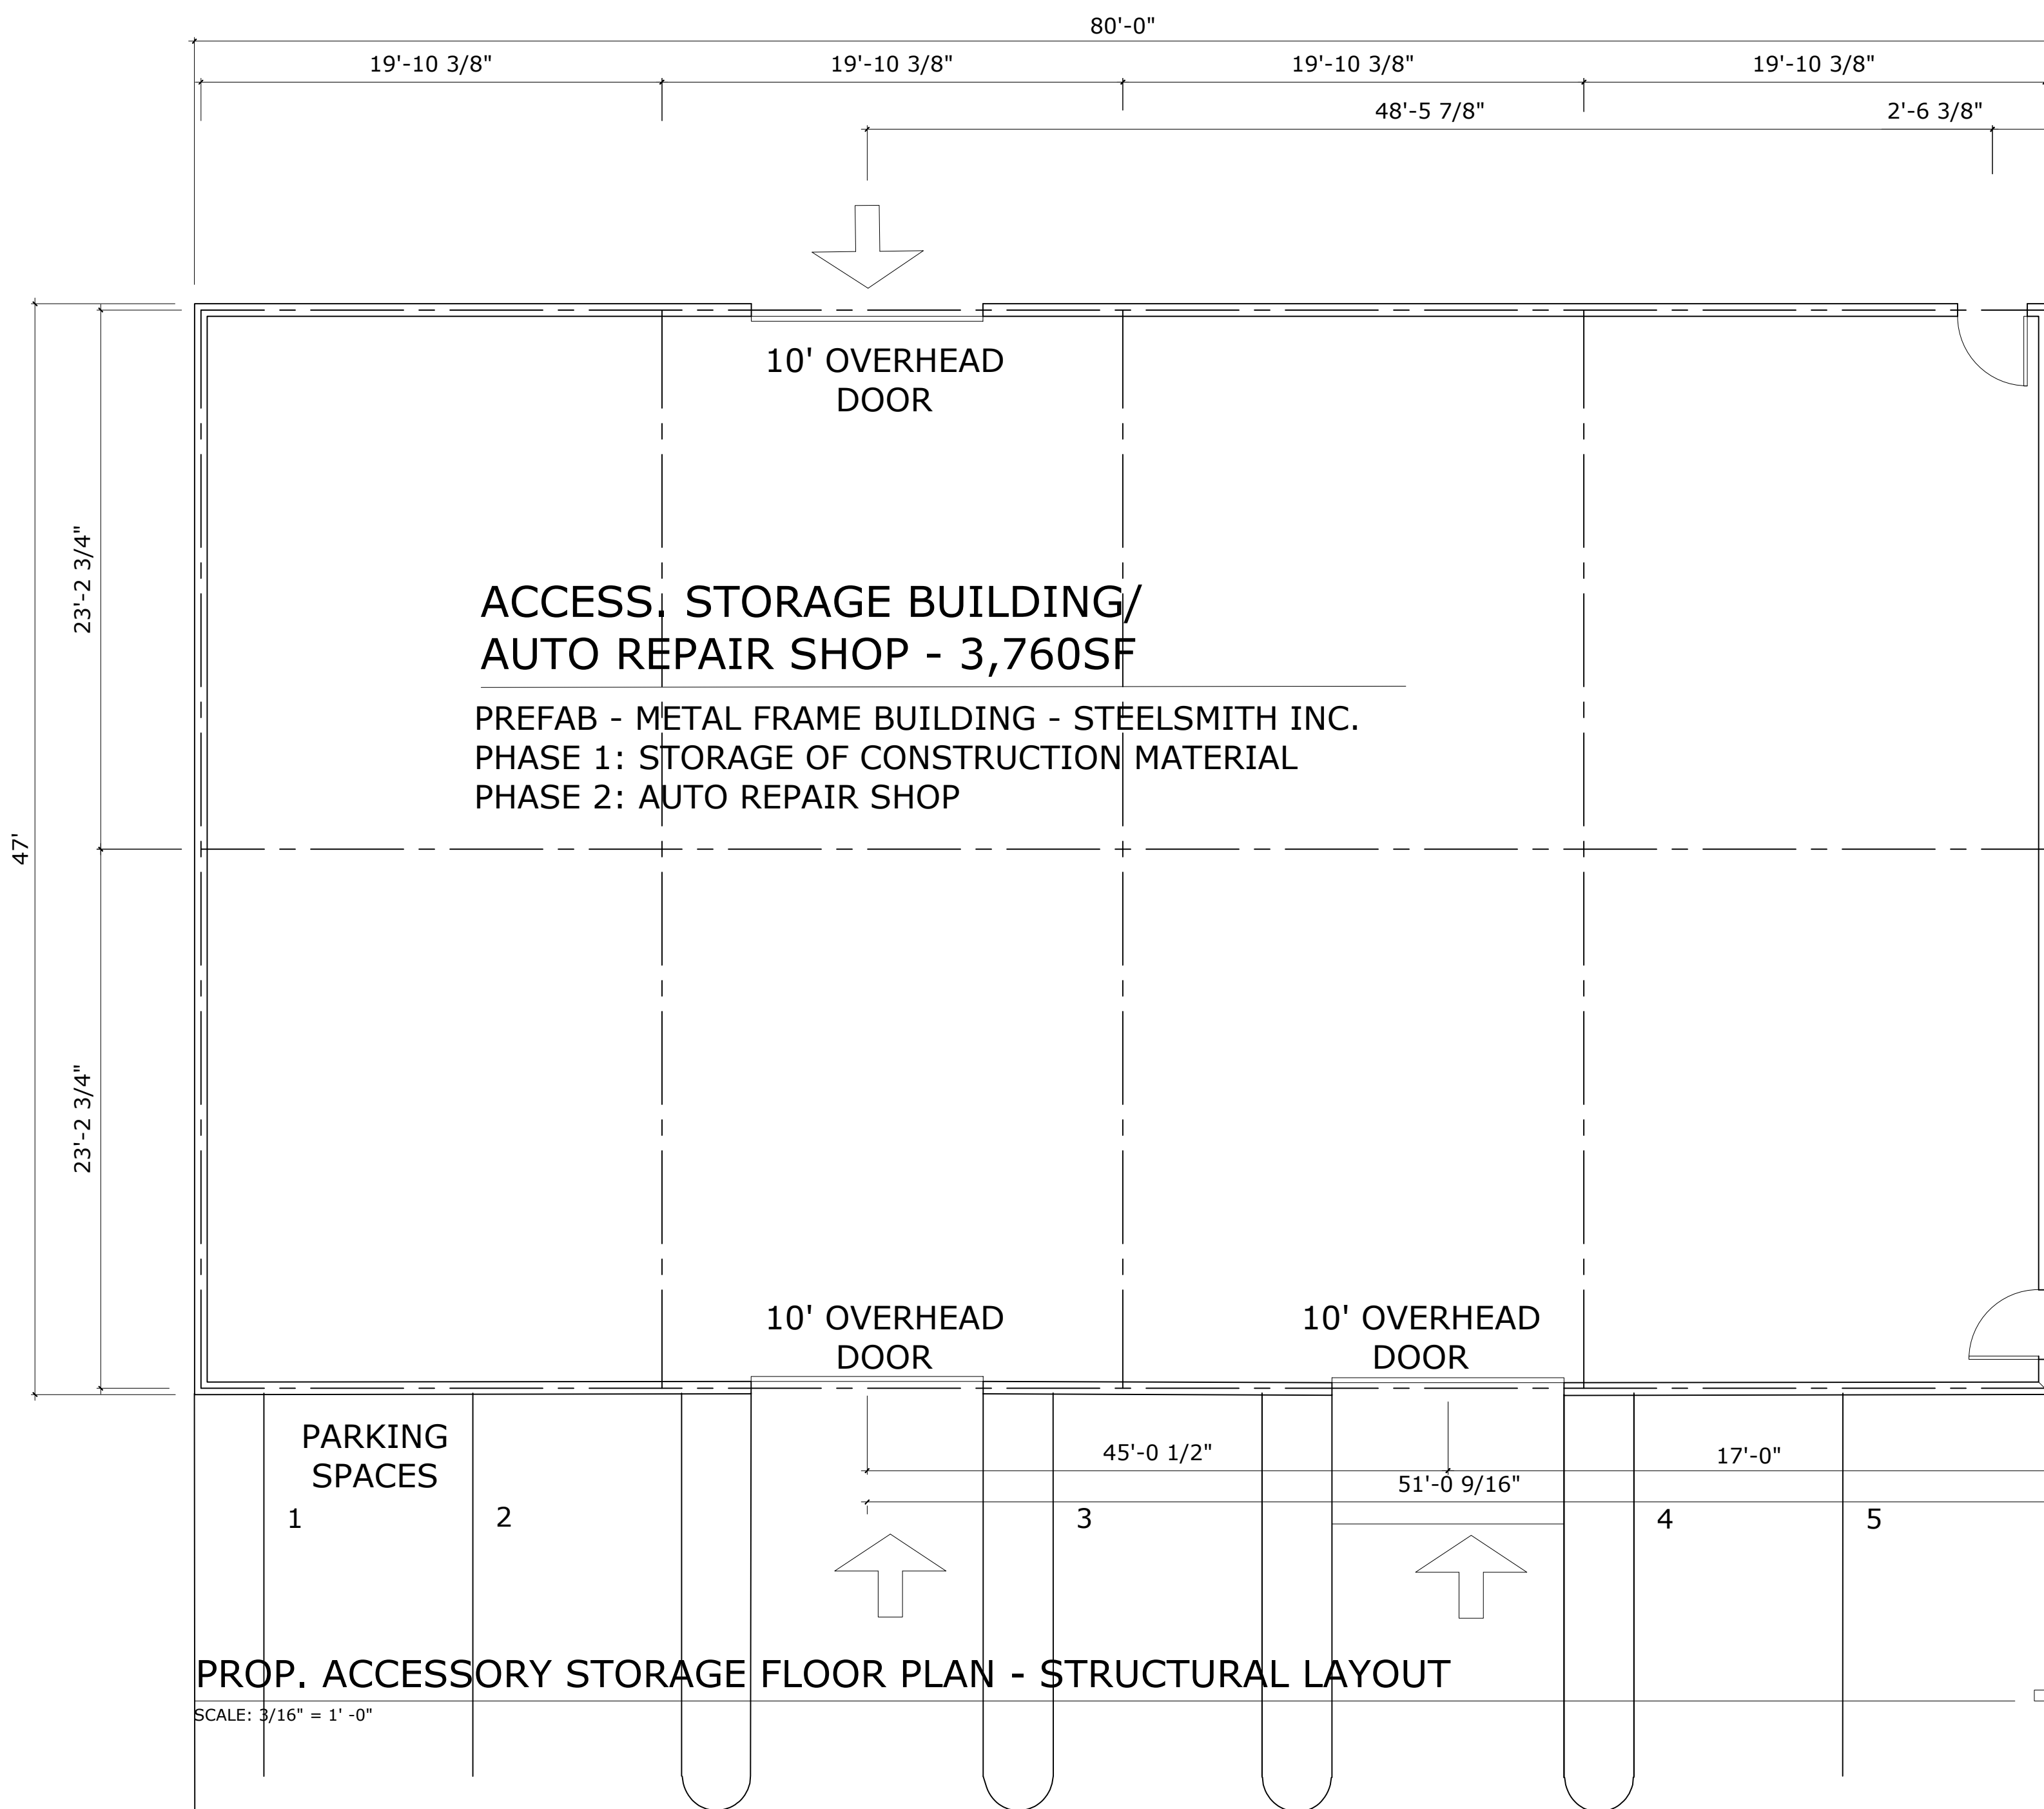 80'-0"
19'-10 3/8"
19'-10 3/8"
19'-10 3/8"
19'-10 3/8"
48'-5 7/8"
2'-6 3/8"
10' OVERHEAD
DOOR
23'-2 3/4"
ACCESS. STORAGE BUILDING/
AUTO REPAIR SHOP - 3,760SF
PREFAB - METAL FRAME BUILDING - STEELSMITH INC.
PHASE 1: STORAGE OF CONSTRUCTION MATERIAL
PHASE 2: AUTO REPAIR SHOP
47'
23'-2 3/4"
10' OVERHEAD
DOOR
10' OVERHEAD
DOOR
PARKING
SPACES
45'-0 1/2"
17'-0"
51'-0 9/16"
1
2
3
4
5
PROP. ACCESSORY STORAGE FLOOR PLAN - STRUCTURAL LAYOUT
SCALE: 3/16" = 1' -0"